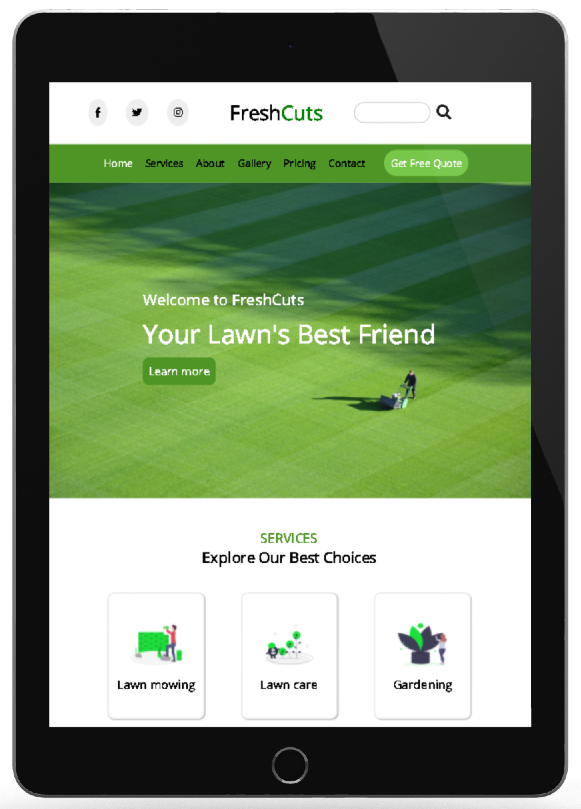 FreshCuts
Home Services About Gallery Pricing Contact Get Free Quote
Welcome to FreshCuts
Your Lawn's Best Friend
Learn more
SERVICES
Explore Our Best Choices
Lawn mowing Lawn care Gardening